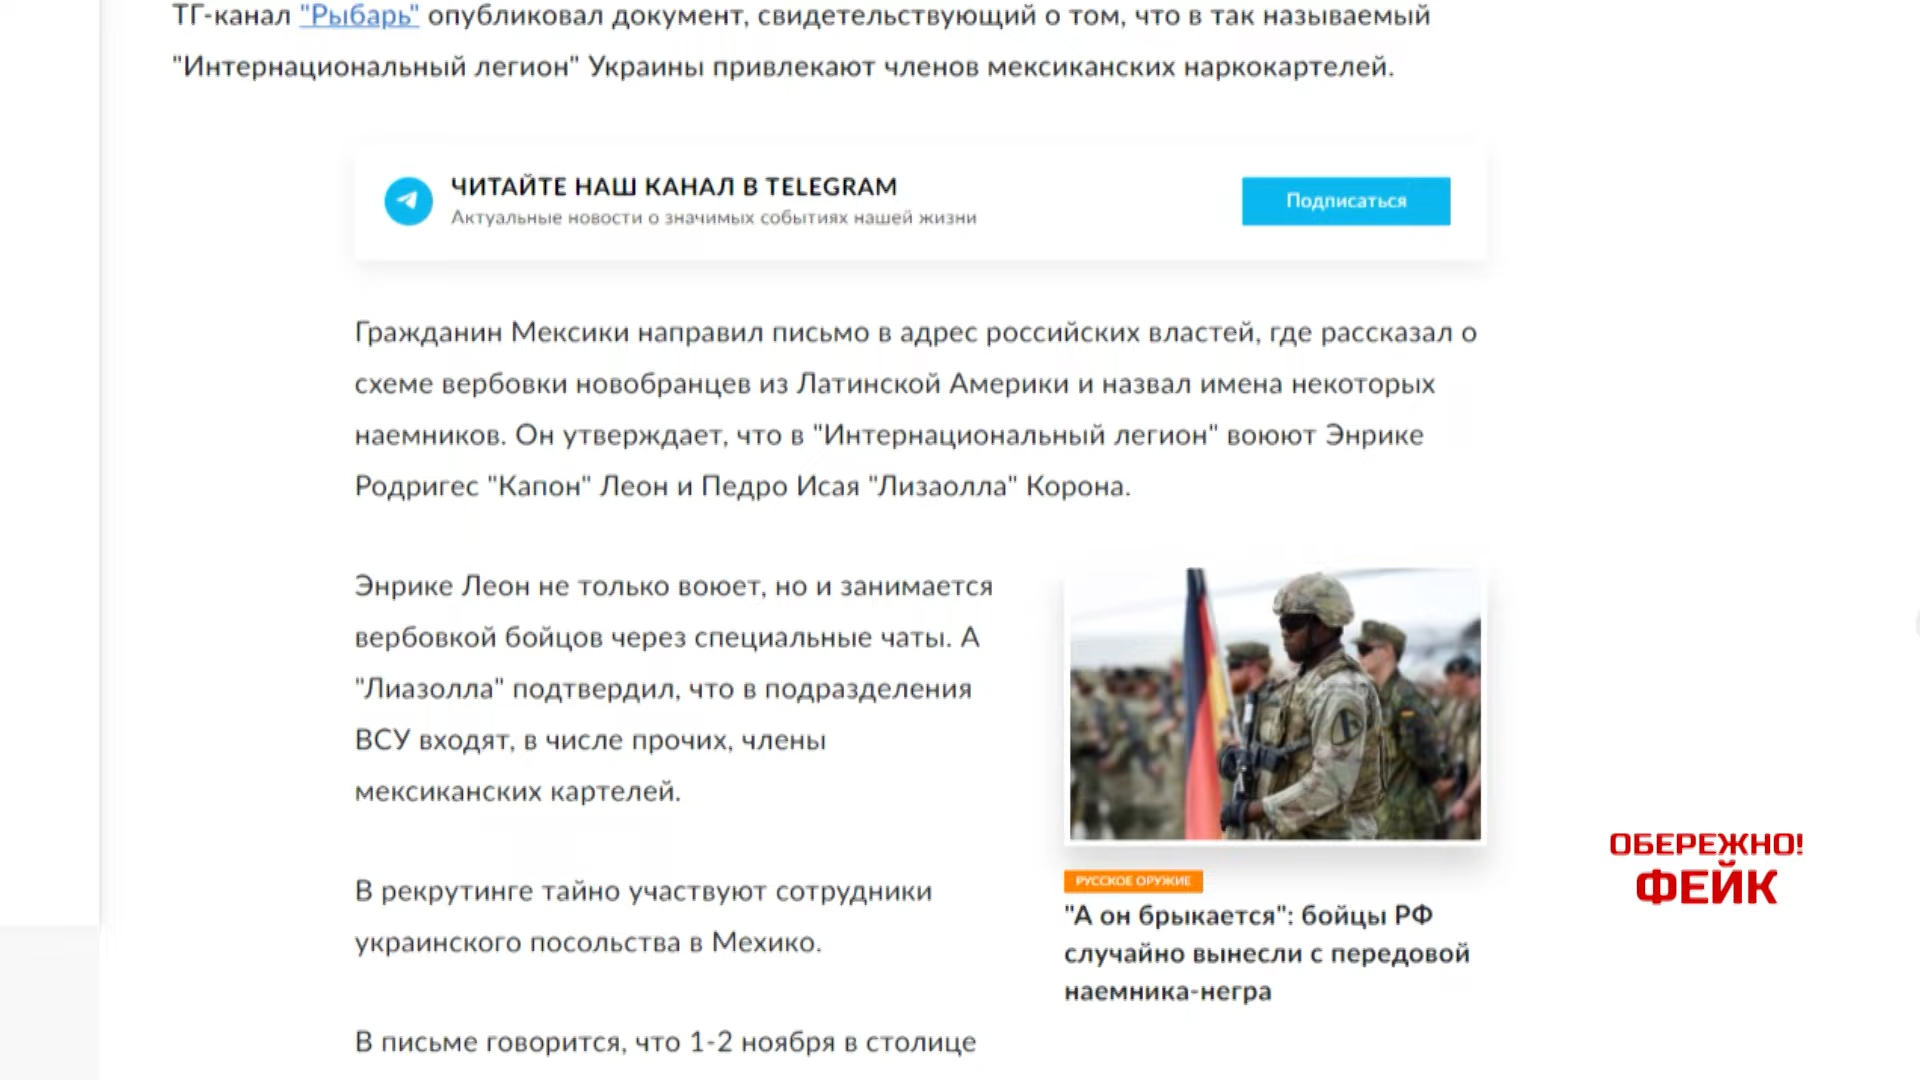 ТГ-канал "Рыбарь" опубликовал документ, свидетельствующий о том, что в так называемый
"Интернациональный легион" Украины привлекают членов мексиканских наркокартелей.
ЧИТАЙТЕ НАШ КАНАЛ В TELEGRAM
Актуальные новости о значимых событиях нашей жизни
Подписаться
Гражданин Мексики направил письмо в адрес российских властей, где рассказал о
схеме вербовки новобранцев из Латинской Америки и назвал имена некоторых
наемников. Он утверждает, что в "Интернациональный легион" воюют Энрике
Родригес "Капон" Леон и Педро Исая "Лизаолла" Корона.
Энрике Леон не только воюет, но и занимается
вербовкой бойцов через специальные чаты. А
"Лиазолла" подтвердил, что в подразделения
ВСУ входят, в числе прочих, члены
мексиканских картелей.
В рекрутинге тайно участвуют сотрудники
украинского посольства в Мехико.
В письме говорится, что 1-2 ноября в столице
РУССКОЕ ОРУЖИЕ
"А он брыкается": бойцы РФ
случайно вынесли с передовой
наемника-негра
ОБЕРЕЖНО!
ФЕЙК